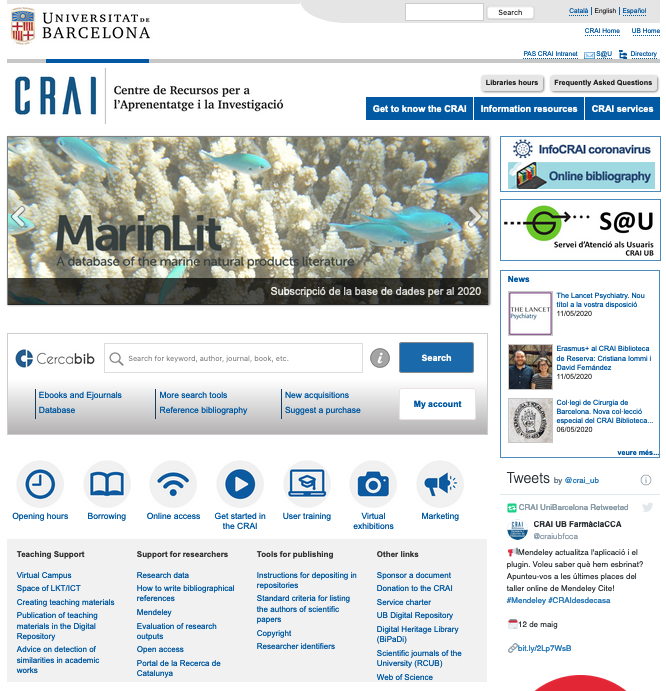 UNIVERSITAT DE
BARCELONA
Search
Català | English | Español
CRAI Home UB Home
PAS CRAI Intranet S@U Directory
CRAI
Centre de Recursos per a
l'Aprenentatge i la Investigació
Libraries hours Frequently Asked Questions
Get to know the CRAI Information resources CRAI services
MarinLit
A database of the marine natural products literature
Subscripció de la base de dades per al 2020
InfoCRAI coronavirus
Online bibliography
S@U
Servei d'Atenció als Usuaris
CRAI UB
News
THE LANCET
Psychiatry
The Lancet Psychiatry. Nou
títol a la vostra disposició
11/05/2020
Erasmus+ al CRAI Biblioteca
de Reserva: Cristiana Iommi i
David Fernández
11/05/2020
Col·legi de Cirurgia de
Barcelona. Nova col·lecció
especial del CRAI Biblioteca...
06/05/2020
veure més...
Cercabib
Search for keyword, author, journal, book, etc.
i
Search
Ebooks and Ejournals
Database
More search tools
Reference bibliography
New acquisitions
Suggest a purchase
My account
Opening hours
Borrowing
Online access
Get started in
the CRAI
User training
Virtual
exhibitions
Marketing
Teaching Support
Virtual Campus
Space of LKT/ICT
Creating teaching materials
Publication of teaching
materials in the Digital
Repository
Advice on detection of
similarities in academic
works
Support for researchers
Research data
How to write bibliographical
references
Mendeley
Evaluation of research
outputs
Open access
Portal de la Recerca de
Catalunya
Tools for publishing
Instructions for depositing in
repositories
Standard criteria for listing
the authors of scientific
papers
Copyright
Researcher identifiers
Other links
Sponsor a document
Donation to the CRAI
Service charter
UB Digital Repository
Digital Heritage Library
(BiPaDi)
Scientific journals of the
University (RCUB)
Web of Science
Tweets by @crai_ub
CRAI UniBarcelona Retweeted
CRAI
CRAI UB FarmàciaCCA
@craiubfcca
Mendeley actualitza l'aplicació i el
plugin. Voleu saber què hem esbrinat?
Apunteu-vos a les últimes places del
taller online de Mendeley Cite!
#Mendeley #CRAIdesdecasa
12 de maig
bit.ly/2Lp7WsB